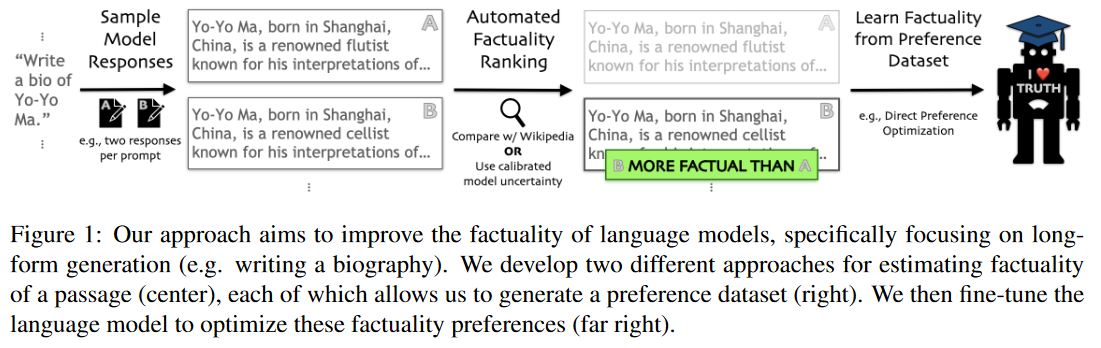 "Write
a bio of
Yo-Yo
Ma."
Sample
Model
Responses
A
B
e.g., two responses
per prompt
Yo-Yo Ma, born in Shanghai,
China, is a renowned flutist
known for his interpretations of...
A
Yo-Yo Ma, born in Shanghai,
China, is a renowned cellist
known for his interpretations of...
B
Automated
Factuality
Ranking
Compare w/ Wikipedia
OR
Use calibrated
model uncertainty
Yo-Yo Ma, born in Shanghai,
China, is a renowned flutist
known for his interpretations of...
A
Yo-Yo Ma, born in Shanghai,
China, is a renowned cellist
B
B MORE FACTUAL THAN A
Learn Factuality
from Preference
Dataset
e.g., Direct Preference
Optimization
I ❤
TRUTH
Figure 1: Our approach aims to improve the factuality of language models, specifically focusing on long-
form generation (e.g. writing a biography). We develop two different approaches for estimating factuality
of a passage (center), each of which allows us to generate a preference dataset (right). We then fine-tune the
language model to optimize these factuality preferences (far right).